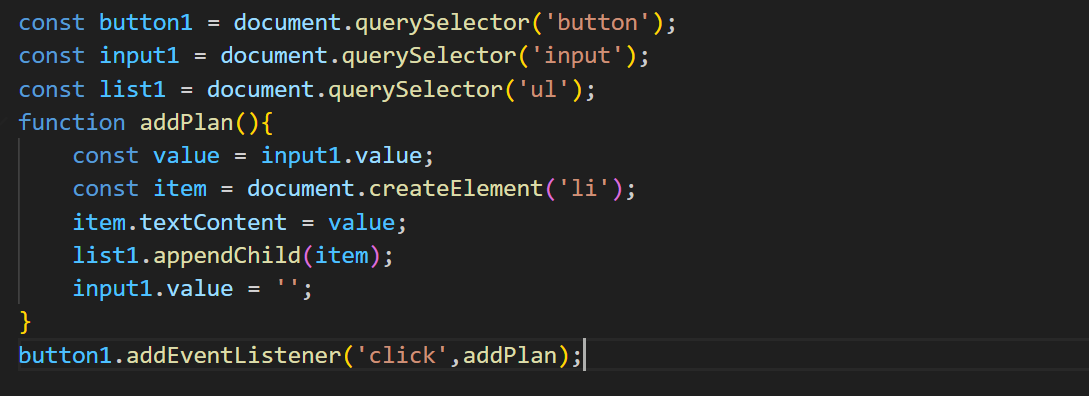 const button1 = document.querySelector('button');
const input1 = document.querySelector('input');
const list1 = document.querySelector('ul');
function addPlan(){
    const value = input1.value;
    const item = document.createElement('li');
    item.textContent = value;
    list1.appendChild(item);
    input1.value = '';
}
button1.addEventListener('click',addPlan);